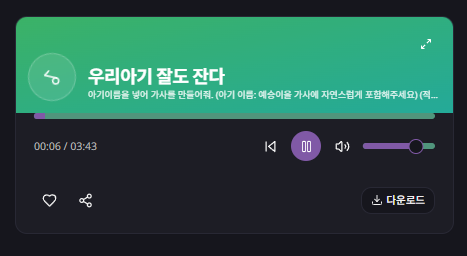 우리아기 잘도 잔다
아기이름을 넣어 가사를 만들어줘. (아기 이름: 예승이을 가사에 자연스럽게 포함해주세요) (적...
00:06 / 03:43
다운로드